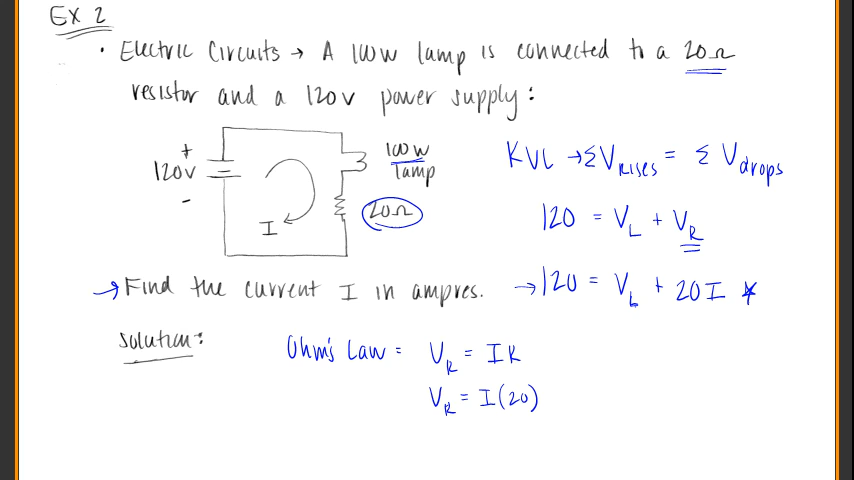 EX 2
• Electric Circuits → A 100W lamp is connected to a 20Ω
resistor and a 120V power supply:
+
120V
-
I
100W
lamp
20Ω
KVL → ΣV_RISES = Σ V_drops
120 = V_L + V_R
→ Find the current I in ampres.
→ 120 = V_L + 20I *
Solution:
Ohm's Law = V_R = IR
V_R = I(20)